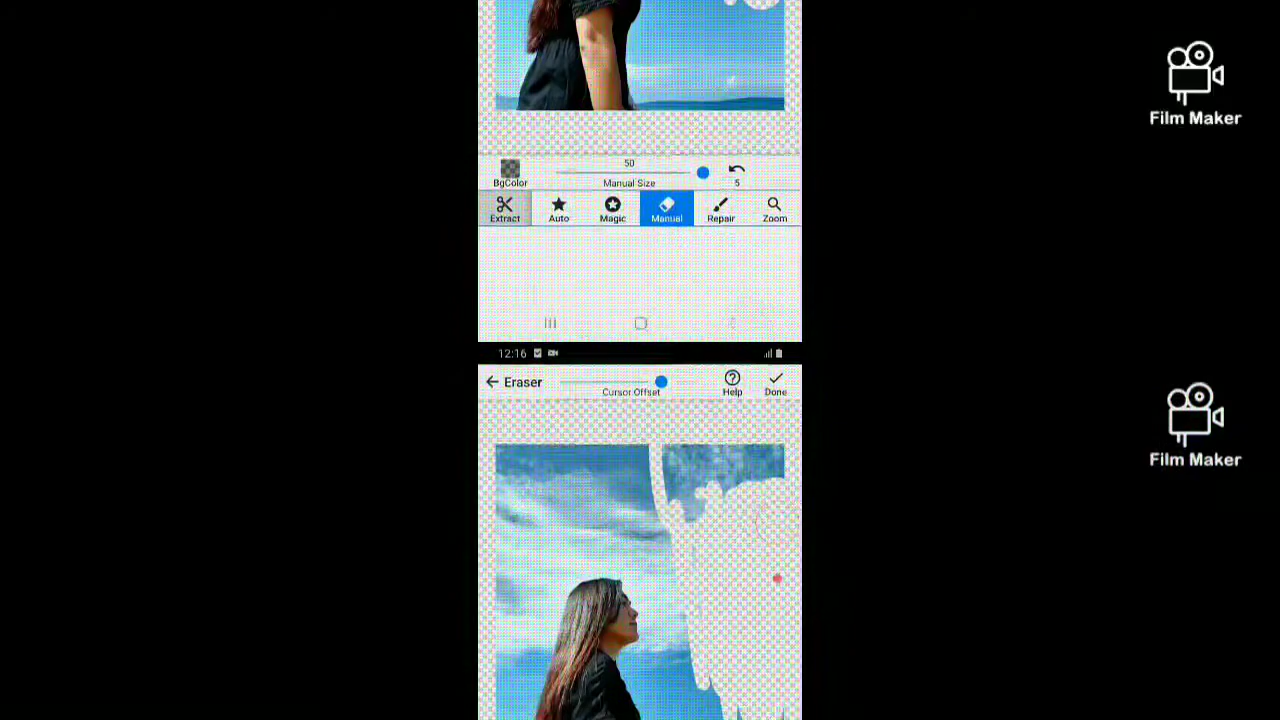 Film Maker
50
BgColor
Manual Size
5
Extract
Auto
Magic
Manual
Repair
Zoom
12:16
Eraser
Cursor Offset
Help
Done
Film Maker